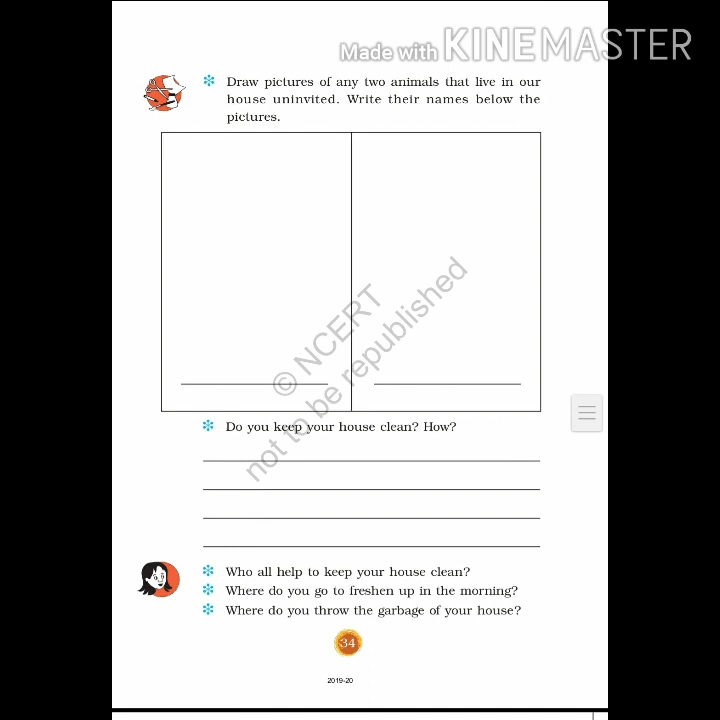 Made with KINEMASTER
Draw pictures of any two animals that live in our
house uninvited. Write their names below the
pictures.
© NCERT
not to be republished
Do you keep your house clean? How?
Who all help to keep your house clean?
Where do you go to freshen up in the morning?
Where do you throw the garbage of your house?
34
2019-20